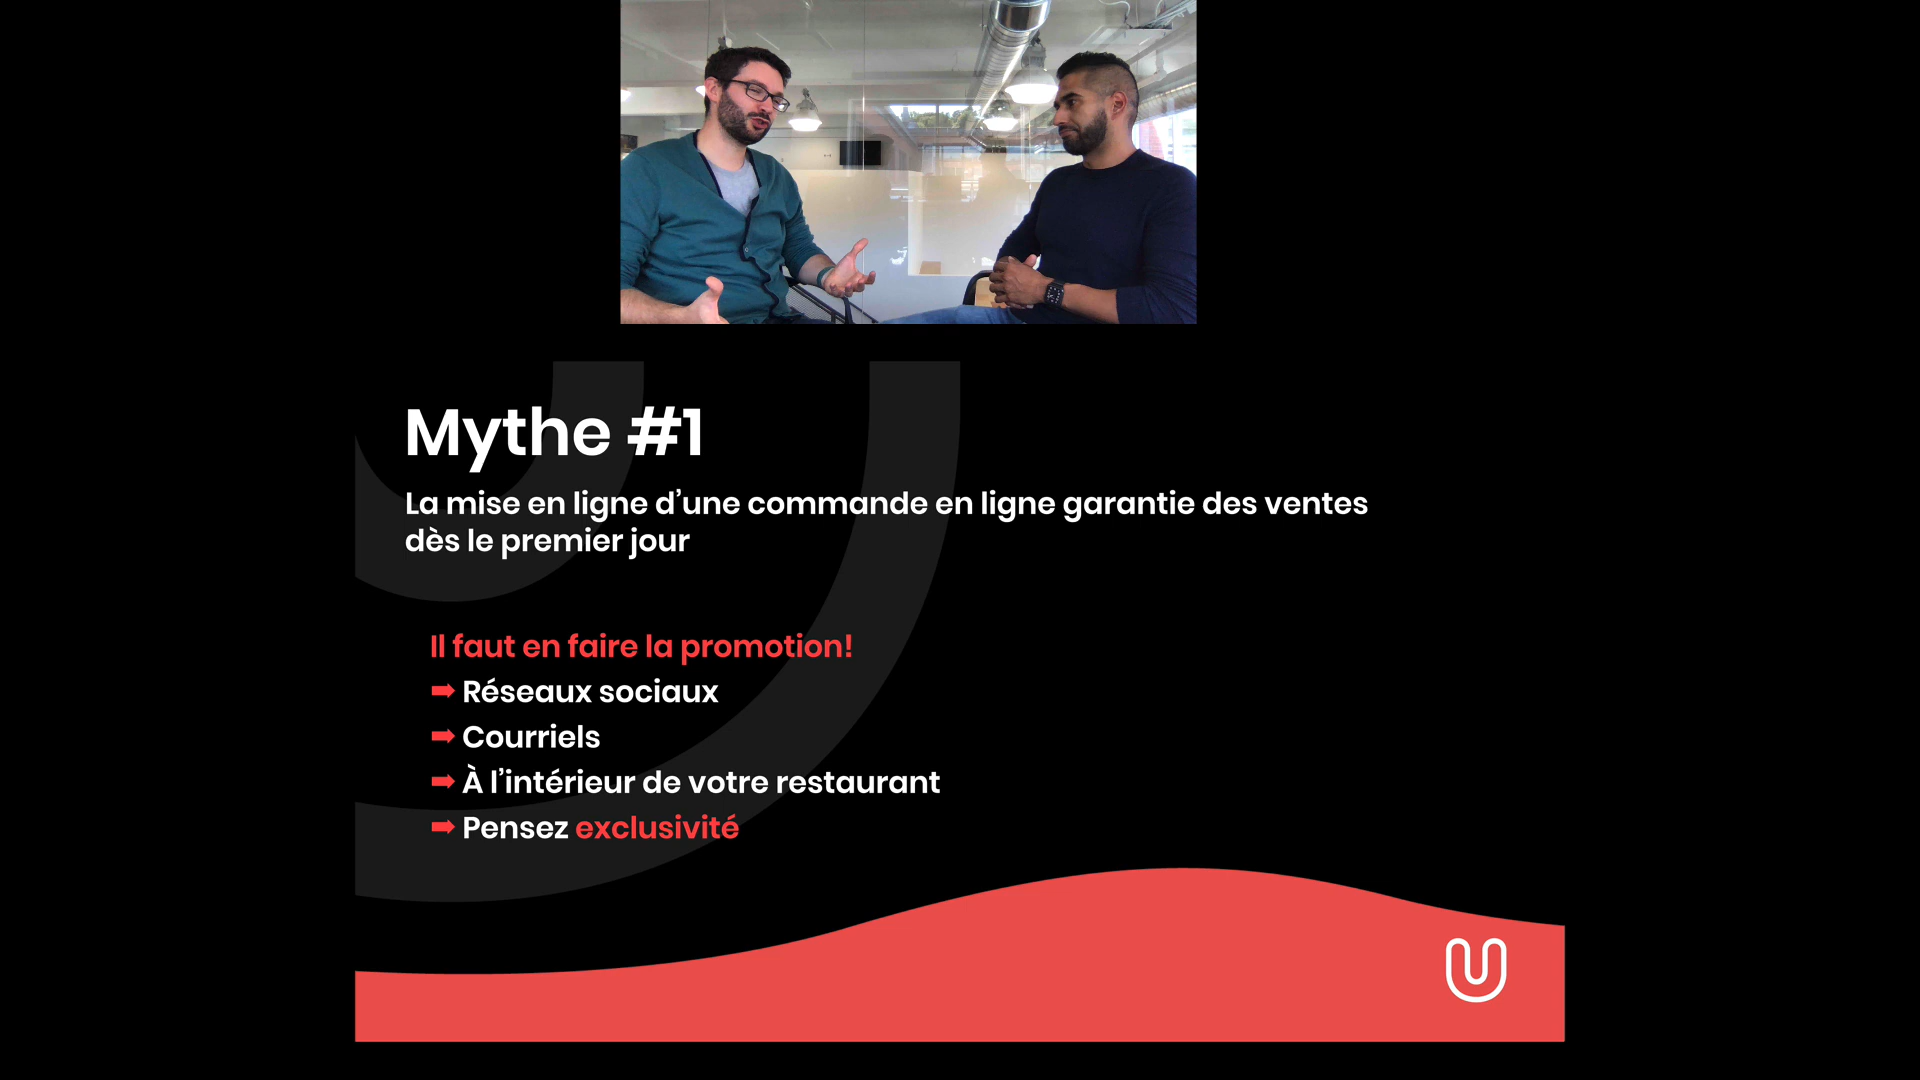 Mythe #1
La mise en ligne d’une commande en ligne garantie des ventes
dès le premier jour
Il faut en faire la promotion!
➡ Réseaux sociaux
➡ Courriels
➡ À l’intérieur de votre restaurant
➡ Pensez exclusivité